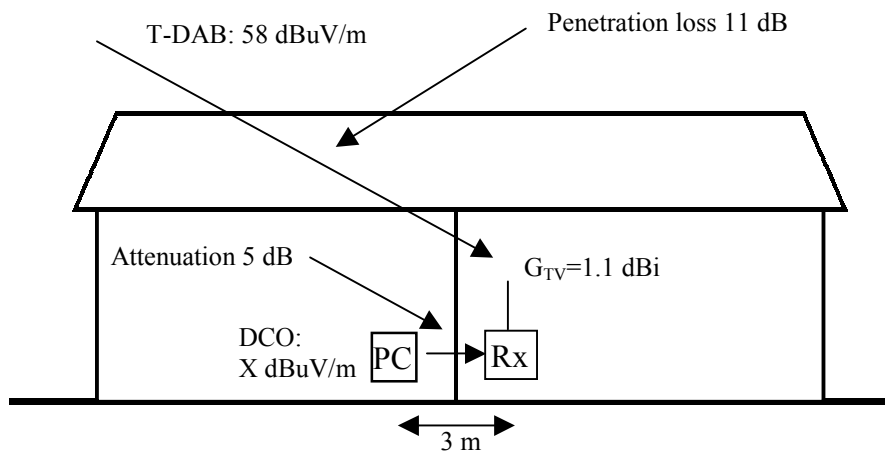 T-DAB: 58 dBuV/m
Penetration loss 11 dB
Attenuation 5 dB
G_TV=1.1 dBi
DCO:
X dBuV/m
PC
Rx
3 m